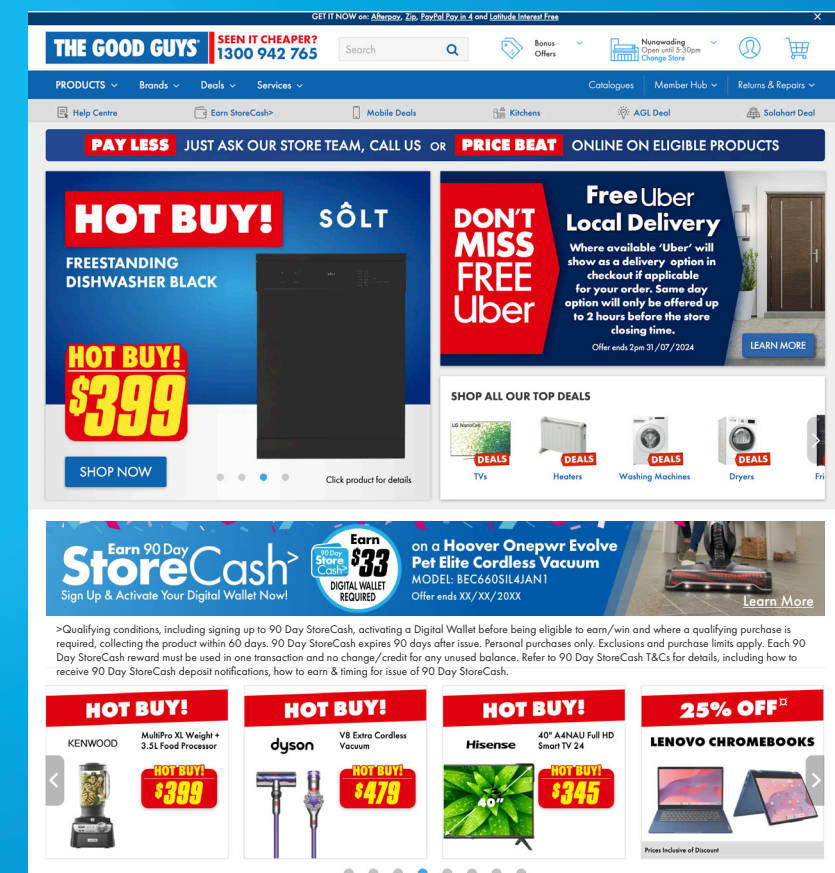 GET IT NOW on: Afterpay, Zip, PayPal Pay in 4 and Latitude Interest Free
THE GOOD GUYS
SEEN IT CHEAPER?
1300 942 765
Search
Bonus
Offers
Nunawading
Open until 5:30pm
Change Store
PRODUCTS
Brands
Deals
Services
Catalogues
Member Hub
Returns & Repairs
Help Centre
Earn StoreCash>
Mobile Deals
Kitchens
AGL Deal
Solahart Deal
PAY LESS JUST ASK OUR STORE TEAM, CALL US OR PRICE BEAT ONLINE ON ELIGIBLE PRODUCTS
HOT BUY!
SÔLT
FREESTANDING
DISHWASHER BLACK
HOT BUY!
$399
SHOP NOW
Click product for details
DON'T
MISS
FREE
Uber
Free Uber
Local Delivery
Where available 'Uber' will
show as a delivery option in
checkout if applicable
for your order. Same day
option will only be offered up
to 2 hours before the store
closing time.
Offer ends 2pm 31/07/2024
LEARN MORE
SHOP ALL OUR TOP DEALS
LG NanoCell
DEALS
DEALS
DEALS
DEALS
TVs
Heaters
Washing Machines
Dryers
Fri
Earn 90 Day
StoreCash>
Sign Up & Activate Your Digital Wallet Now!
Earn
90 Day
Store
Cash>
$33
DIGITAL WALLET
REQUIRED
on a Hoover Onepwr Evolve
Pet Elite Cordless Vacuum
MODEL: BEC660SIL4JAN1
Offer ends XX/XX/20XX
Learn More
>Qualifying conditions, including signing up to 90 Day StoreCash, activating a Digital Wallet before being eligible to earn/win and where a qualifying purchase is
required, collecting the product within 60 days. 90 Day StoreCash expires 90 days after issue. Personal purchases only. Exclusions and purchase limits apply. Each 90
Day StoreCash reward must be used in one transaction and no change/credit for any unused balance. Refer to 90 Day StoreCash T&Cs for details, including how to
receive 90 Day StoreCash deposit notifications, how to earn & timing for issue of 90 Day StoreCash.
HOT BUY!
KENWOOD
MultiPro XL Weight +
3.5L Food Processor
HOT BUY!
$399
HOT BUY!
dyson
V8 Extra Cordless
Vacuum
HOT BUY!
$479
HOT BUY!
Hisense
40" A4NAU Full HD
Smart TV 24
HOT BUY!
$345
40"
25% OFF¤
LENOVO CHROMEBOOKS
Prices Inclusive of Discount